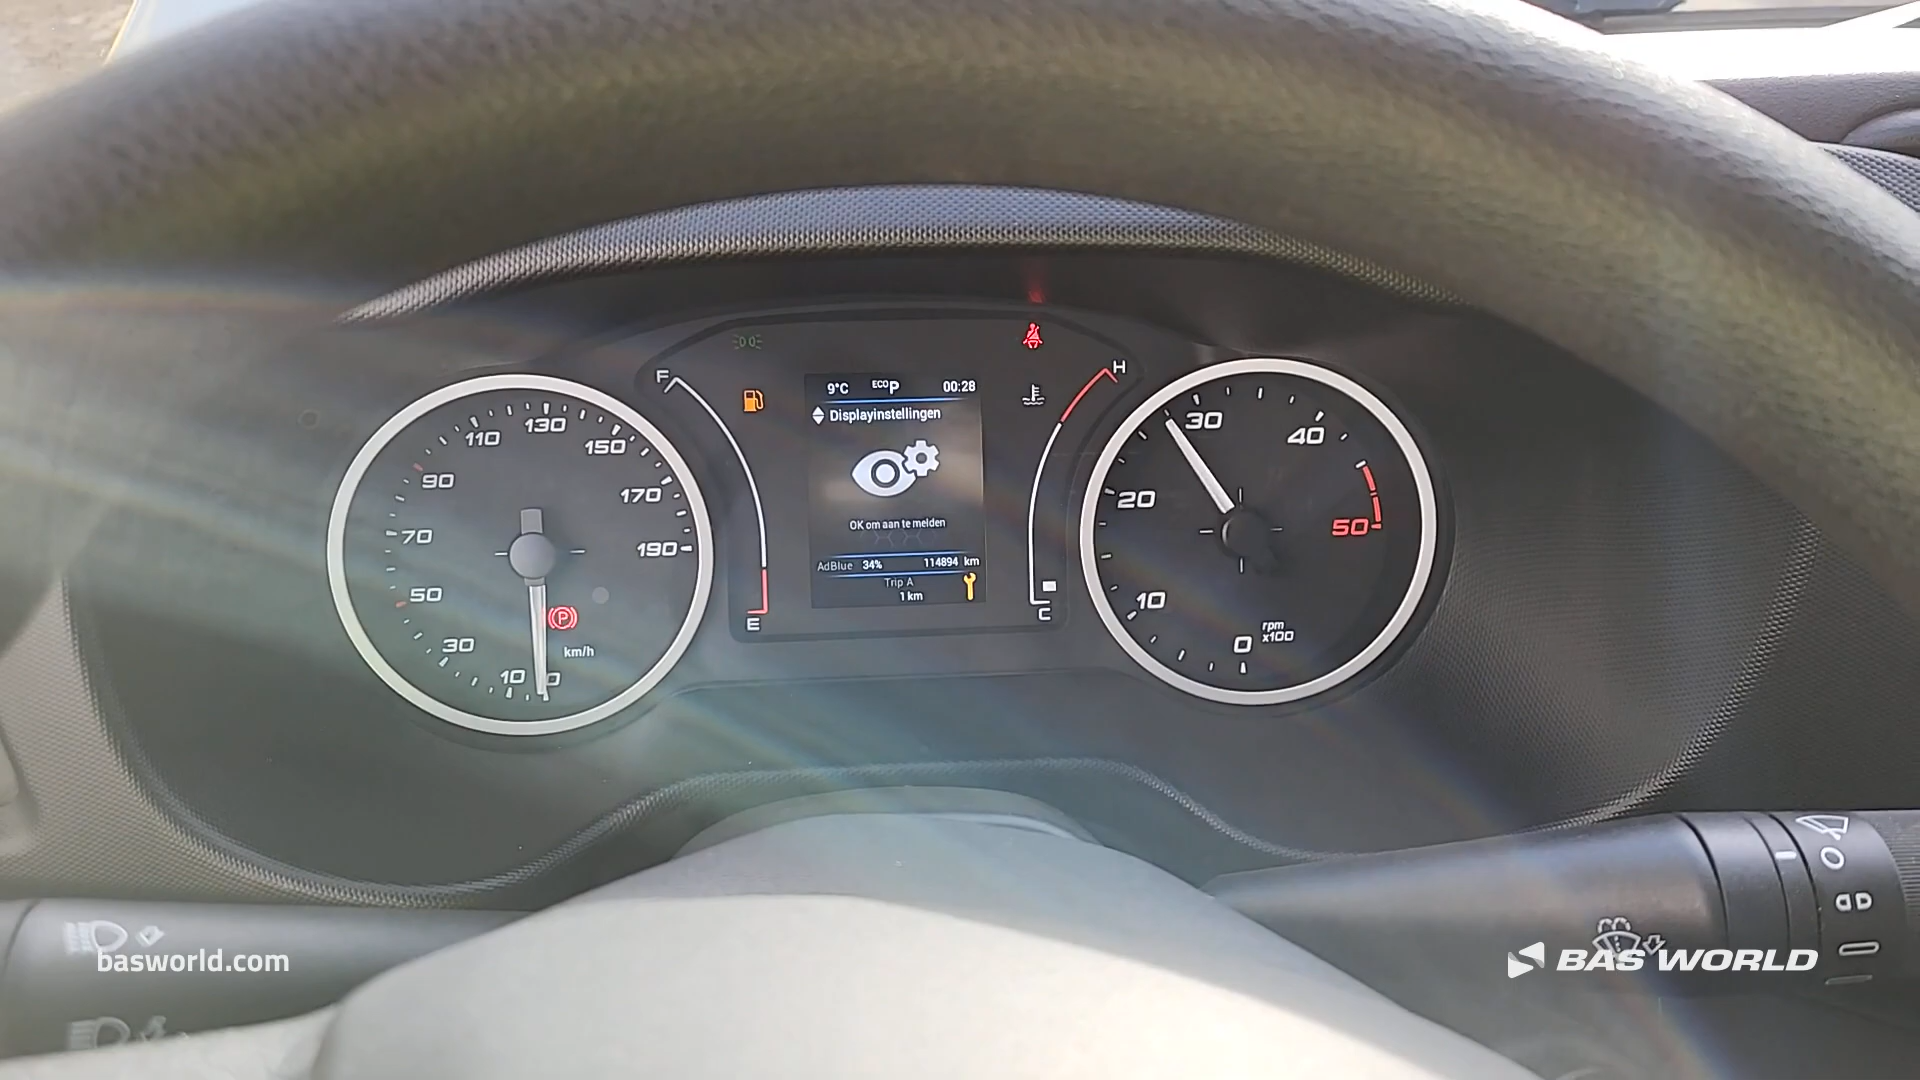 F
H
9°C ECO P 00:28
Displayinstellingen
OK om aan te melden
AdBlue 34% 114894 km
Trip A
1 km
E
C
110 130 150
90 170
70 190
50
30
10 0
P
km/h
30 40
20 50
10
0
rpm
x100
basworld.com
BAS WORLD